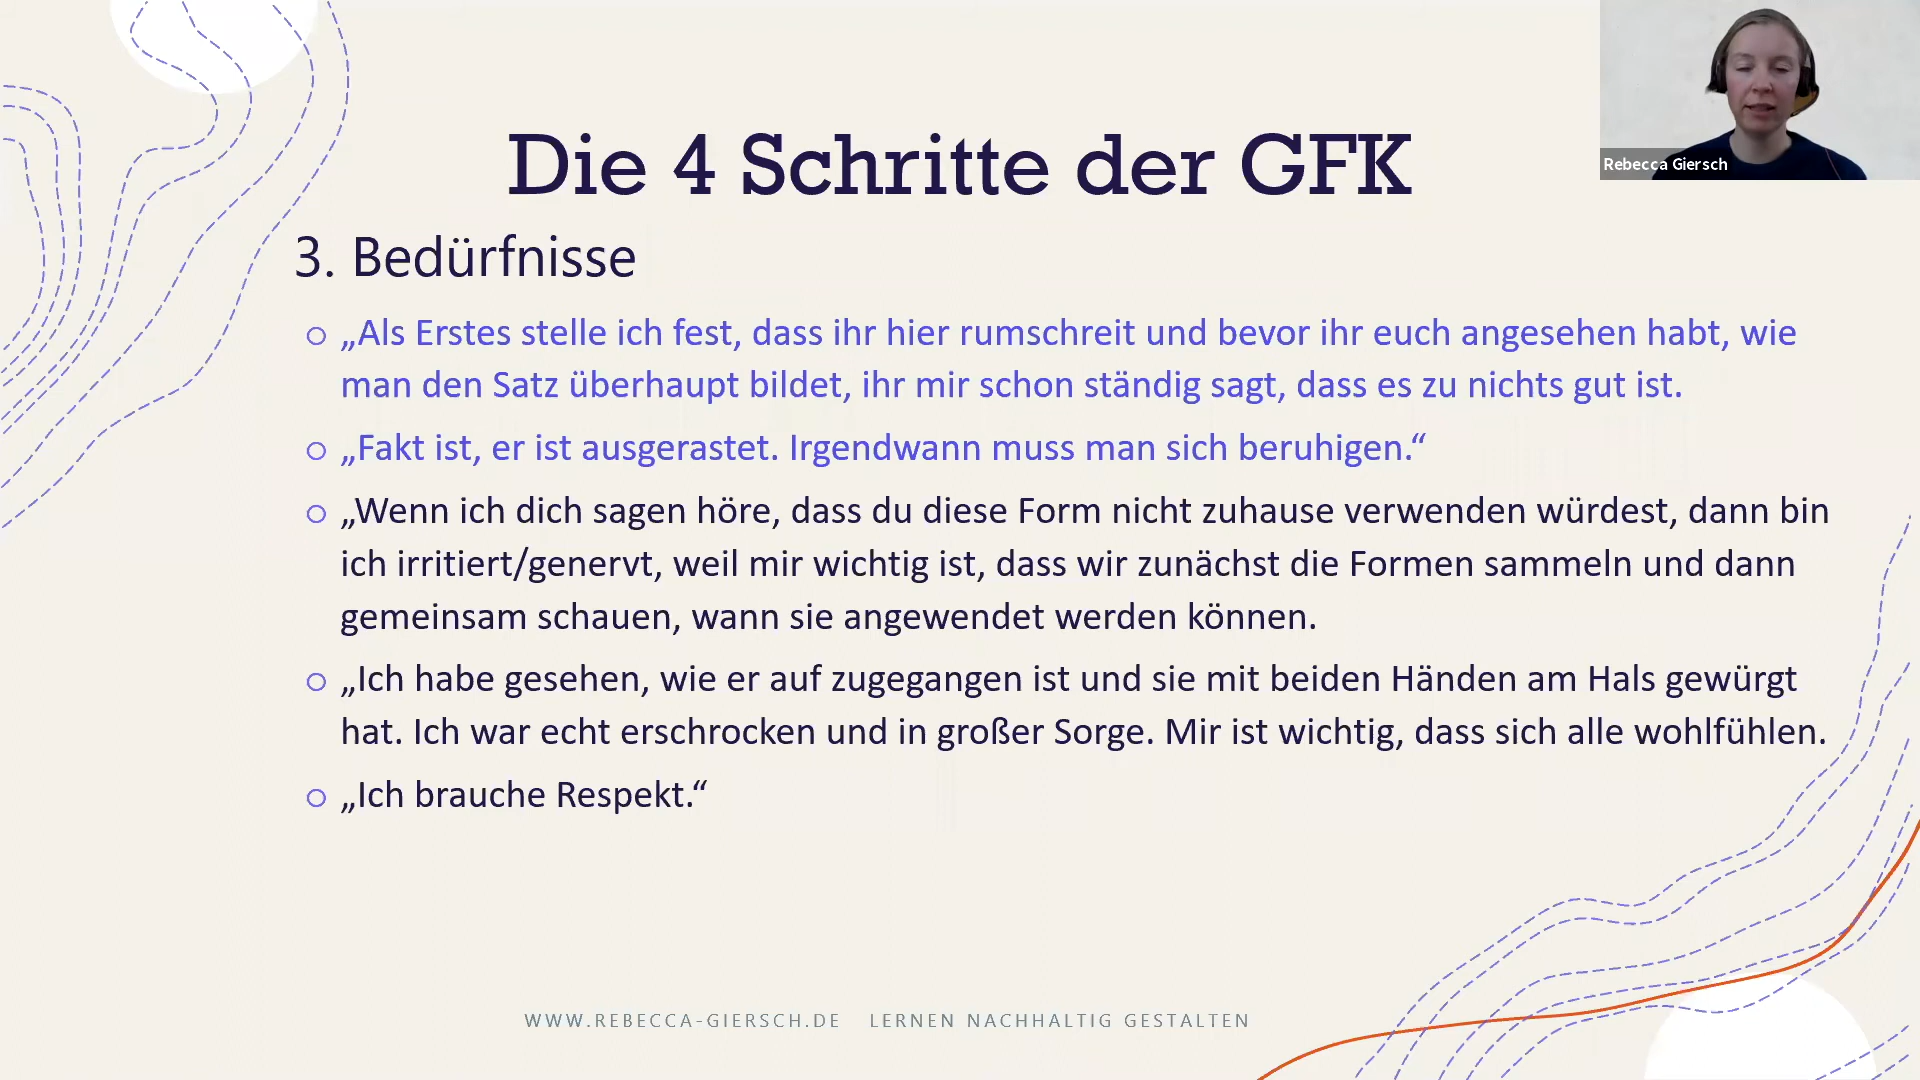 Die 4 Schritte der GFK
Rebecca Giersch
3. Bedürfnisse
„Als Erstes stelle ich fest, dass ihr hier rumschreit und bevor ihr euch angesehen habt, wie
man den Satz überhaupt bildet, ihr mir schon ständig sagt, dass es zu nichts gut ist.
„Fakt ist, er ist ausgerastet. Irgendwann muss man sich beruhigen.“
„Wenn ich dich sagen höre, dass du diese Form nicht zuhause verwenden würdest, dann bin
ich irritiert/genervt, weil mir wichtig ist, dass wir zunächst die Formen sammeln und dann
gemeinsam schauen, wann sie angewendet werden können.
„Ich habe gesehen, wie er auf zugegangen ist und sie mit beiden Händen am Hals gewürgt
hat. Ich war echt erschrocken und in großer Sorge. Mir ist wichtig, dass sich alle wohlfühlen.
„Ich brauche Respekt.“
WWW.REBECCA-GIERSCH.DE LERNEN NACHHALTIG GESTALTEN